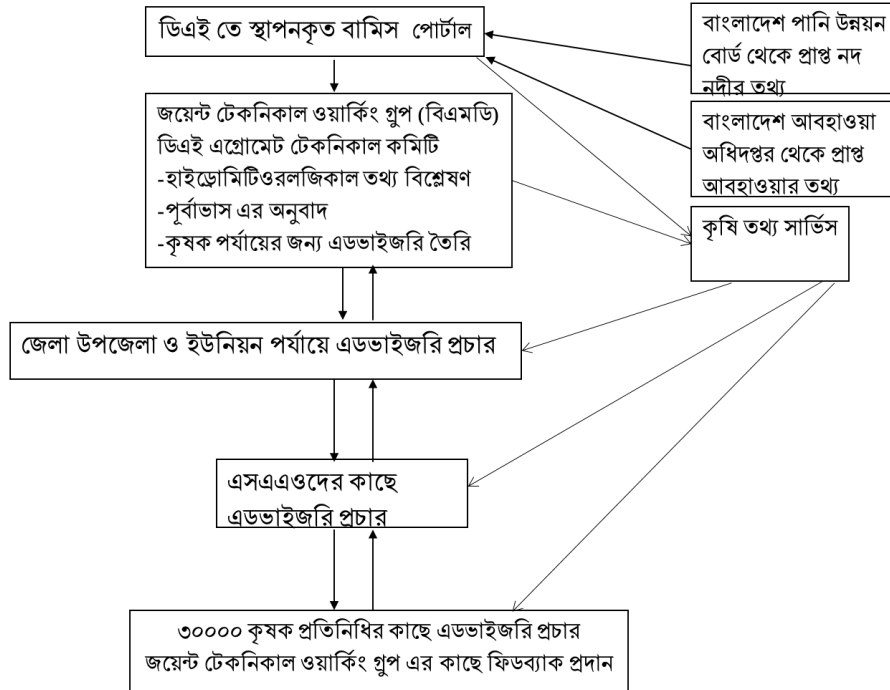 ডিএই তে স্থাপনকৃত বামিস পোর্টাল
বাংলাদেশ পানি উন্নয়ন
বোর্ড থেকে প্রাপ্ত নদ
নদীর তথ্য
জয়েন্ট টেকনিকাল ওয়ার্কিং গ্রুপ (বিএমডি)
ডিএই এগ্রোমেট টেকনিকাল কমিটি
-হাইড্রোমিটিওরলজিকাল তথ্য বিশ্লেষণ
-পূর্বাভাস এর অনুবাদ
-কৃষক পর্যায়ের জন্য এডভাইজরি তৈরি
বাংলাদেশ আবহাওয়া
অধিদপ্তর থেকে প্রাপ্ত
আবহাওয়ার তথ্য
কৃষি তথ্য সার্ভিস
জেলা উপজেলা ও ইউনিয়ন পর্যায়ে এডভাইজরি প্রচার
এসএএওদের কাছে
এডভাইজরি প্রচার
৩০০০০ কৃষক প্রতিনিধির কাছে এডভাইজরি প্রচার
জয়েন্ট টেকনিকাল ওয়ার্কিং গ্রুপ এর কাছে ফিডব্যাক প্রদান